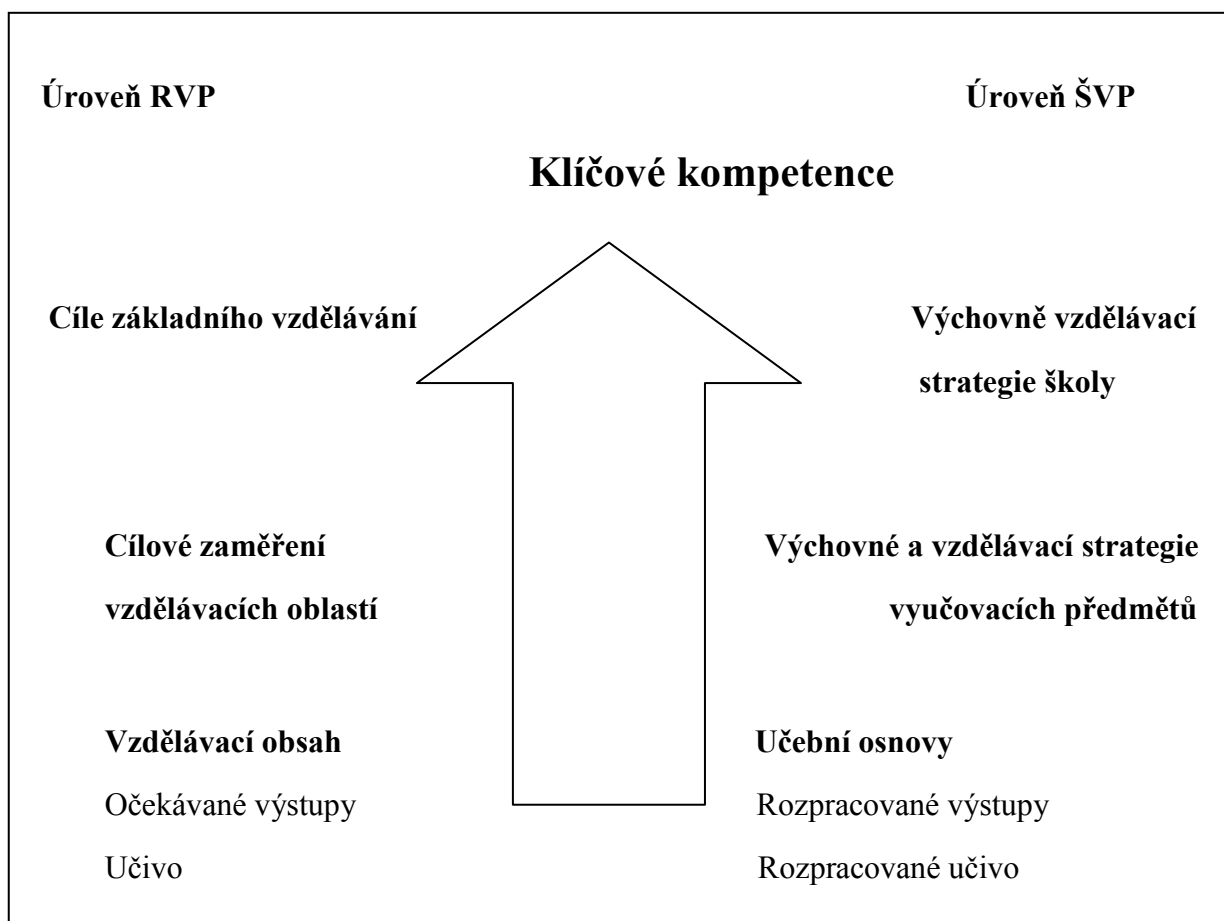 Úroveň RVP
Úroveň ŠVP
Klíčové kompetence
Cíle základního vzdělávání
Výchovně vzdělávací
strategie školy
Cílové zaměření
vzdělávacích oblastí
Výchovné a vzdělávací strategie
vyučovacích předmětů
Vzdělávací obsah
Očekávané výstupy
Učivo
Učební osnovy
Rozpracované výstupy
Rozpracované učivo